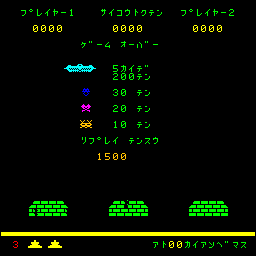 プレイヤー1 サイコウトクテン プレイヤー2
0000 0000 0000
ゲーム オーバー
5カイデ
200テン
30 テン
20 テン
10 テン
リプレイ テンスウ
1500
3 アト00カイアソベマス